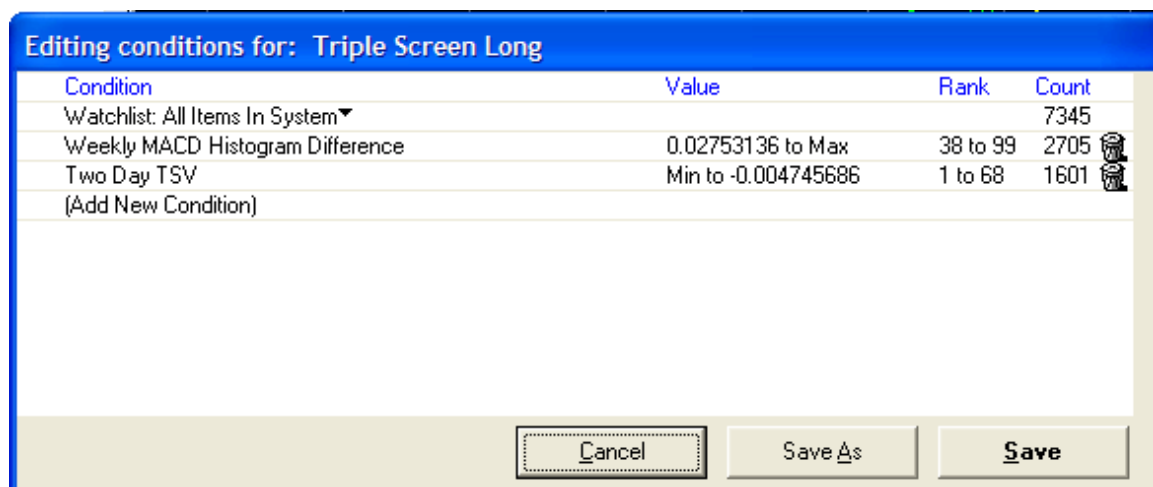 Editing conditions for: Triple Screen Long
Condition Value Rank Count
Watchlist: All Items In System▼ 7345
Weekly MACD Histogram Difference 0.02753136 to Max 38 to 99 2705
Two Day TSV Min to -0.004745686 1 to 68 1601
(Add New Condition)
Cancel Save As Save